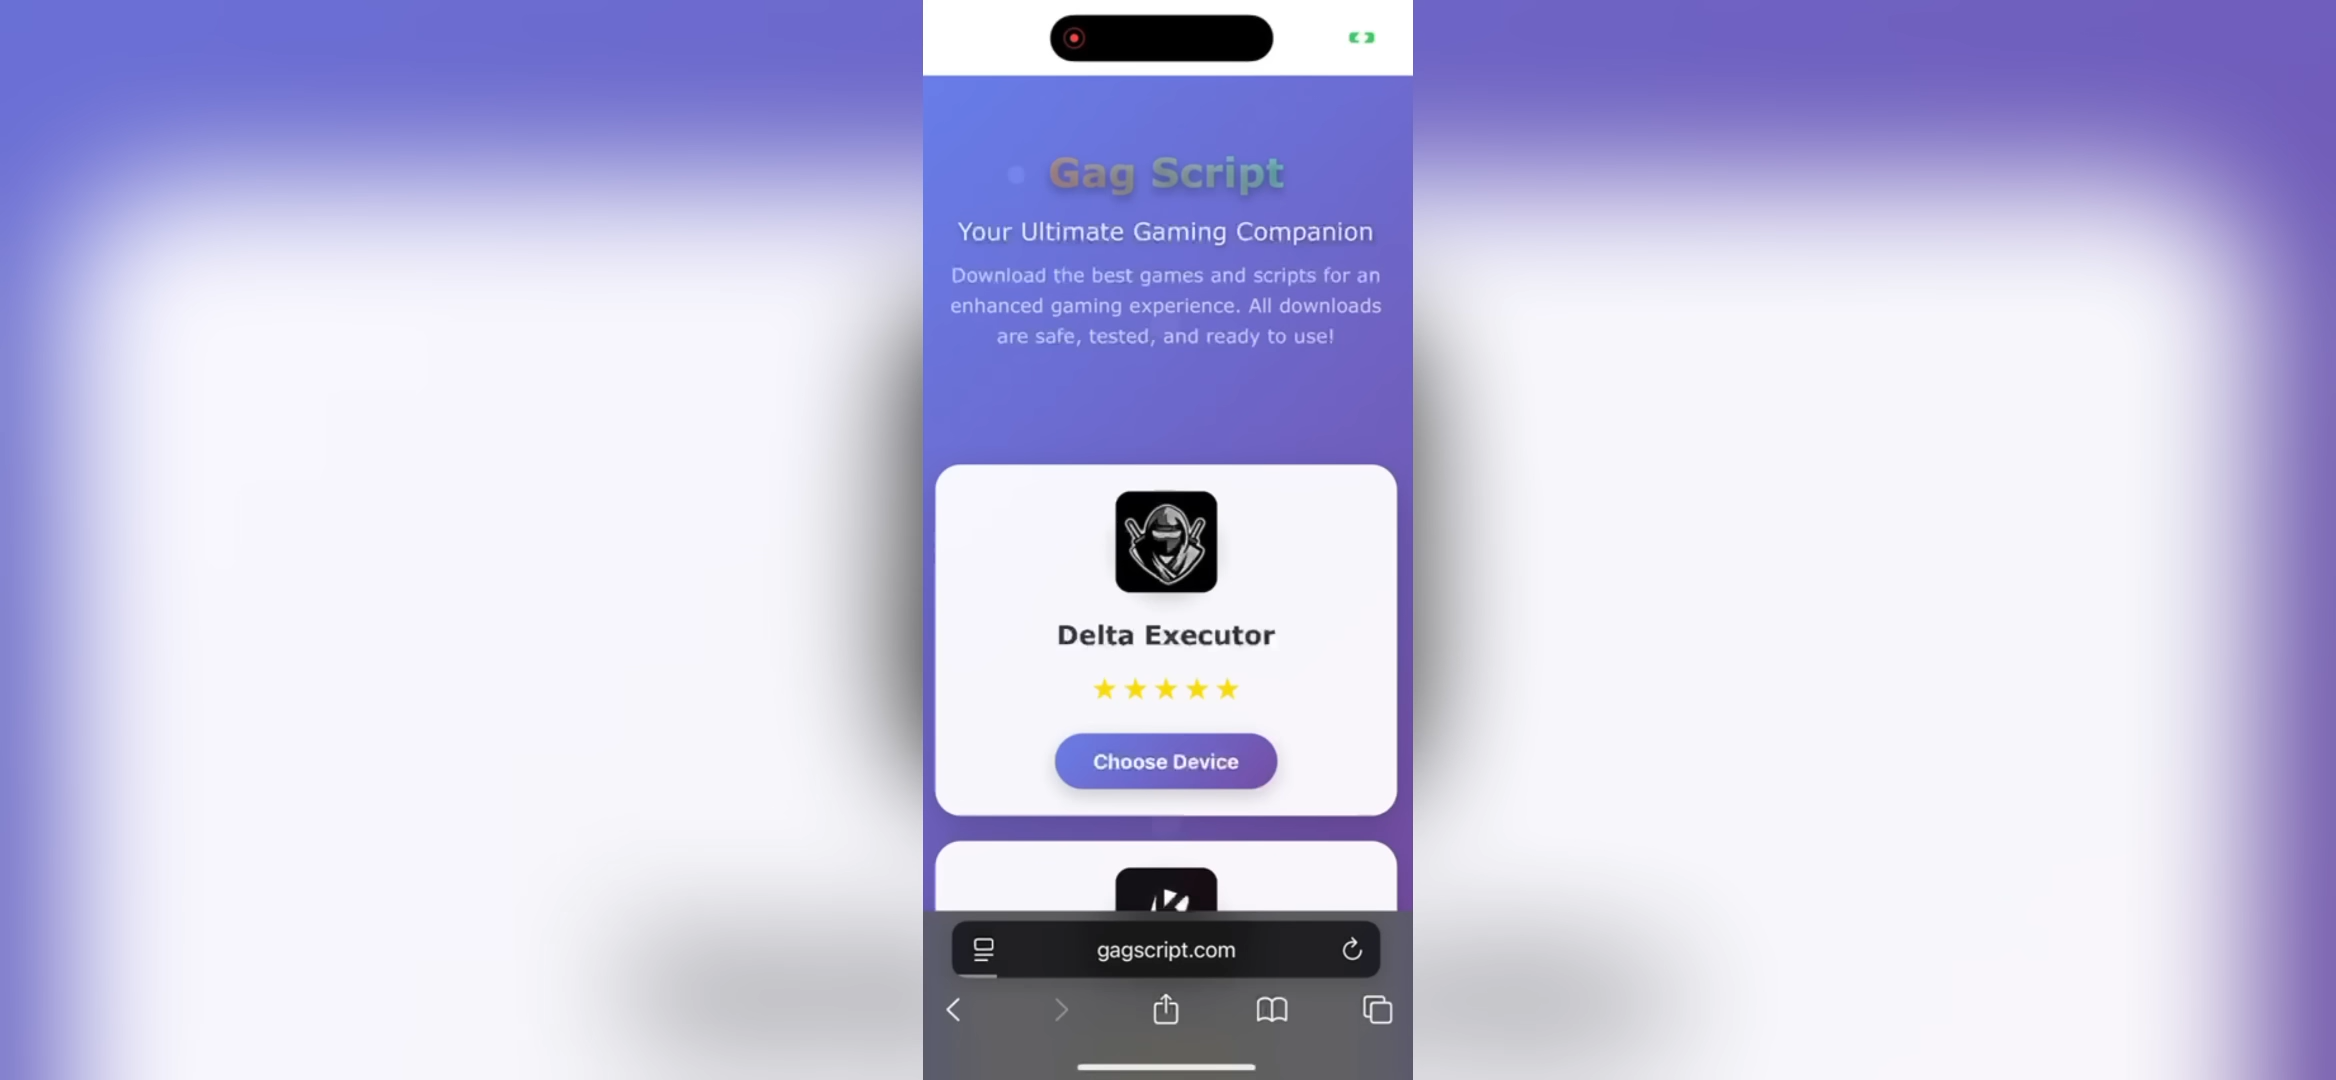 Gag Script
Your Ultimate Gaming Companion
Download the best games and scripts for an
enhanced gaming experience. All downloads
are safe, tested, and ready to use!
Delta Executor
Choose Device
gagscript.com